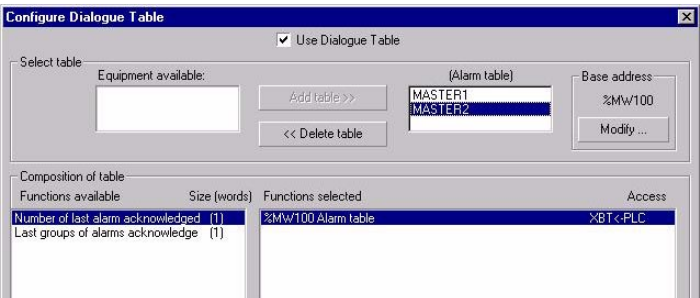 Configure Dialogue Table
Use Dialogue Table
Select table
Equipment available:
(Alarm table)
Base address
Add table >>
MASTER1
MASTER2
%MW100
<< Delete table
Modify ...
Composition of table
Functions available Size (words) Functions selected Access
Number of last alarm acknowledged (1) %MW100 Alarm table XBT<-PLC
Last groups of alarms acknowledge (1)